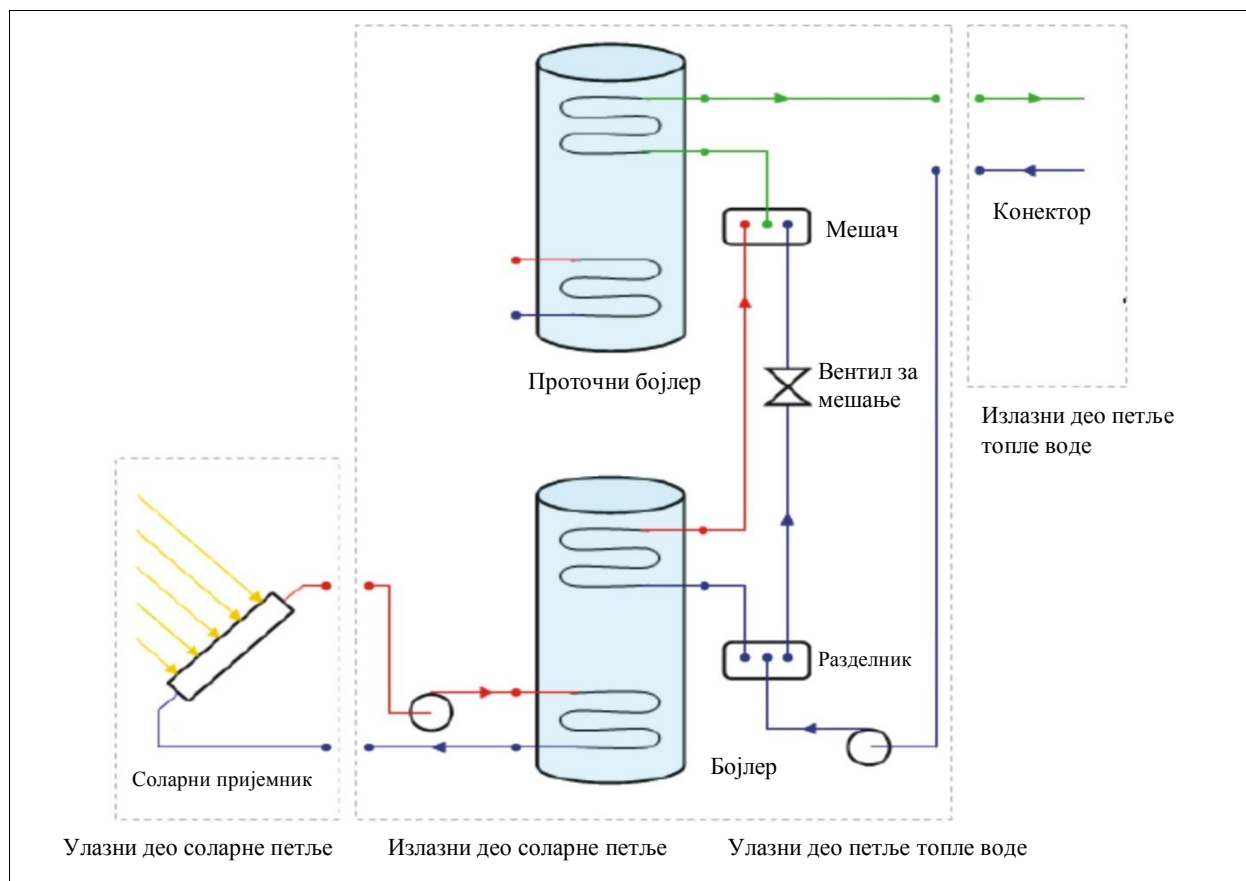 Мешач
Конектор
Проточни бојлер
Вентил за
мешање
Излазни део петље
топле воде
Разделник
Соларни пријемник
Бојлер
Улазни део соларне петље
Излазни део соларне петље
Улазни део петље топле воде